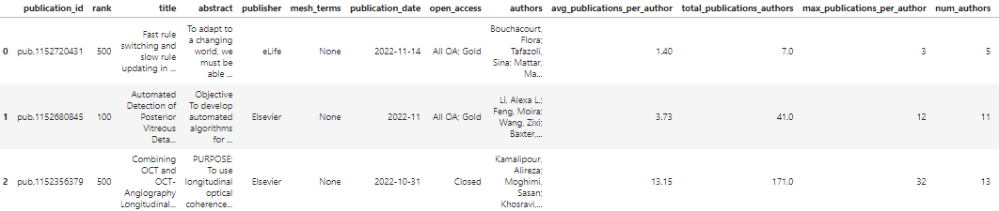 publication_id rank title abstract publisher mesh_terms publication_date open_access authors avg_publications_per_author total_publications_authors max_publications_per_author num_authors
0 pub.1152720431 500 Fast rule switching and slow rule updating in ... To adapt to a changing world, we must be able ... eLife None 2022-11-14 All OA; Gold Bouchacourt, Flora; Tafazoli, Sina; Mattar, Ma... 1.40 7.0 3 5
1 pub.1152680845 100 Automated Detection of Posterior Vitreous Deta... Objective To develop automated algorithms for ... Elsevier None 2022-11 All OA; Gold Li, Alexa L.; Feng, Moira; Wang, Zixi; Baxter,... 3.73 41.0 12 11
2 pub.1152356379 500 Combining OCT and OCT-Angiography Longitudinal... PURPOSE: To use longitudinal optical coherence... Elsevier None 2022-10-31 Closed Kamalipour, Alireza; Moghimi, Sasan; Khosravi,... 13.15 171.0 32 13